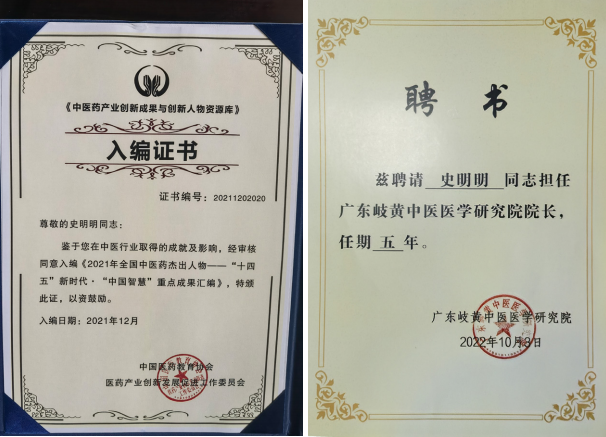 《中医药产业创新成果与创新人物资源库》
入编证书
证书编号：20211202020
尊敬的史明明同志：
鉴于您在中医行业取得的成就及影响，经审核
同意入编《2021年全国中医药杰出人物——“十四
五”新时代·“中国智慧”重点成果汇编》，特颁
此证，以资鼓励。
入编日期：2021年12月
中国医药教育协会
医药产业创新发展促进工作委员会
聘 书
兹聘请 史明明 同志担任
广东岐黄中医医学研究院院长，
任期 五 年。
广东岐黄中医医学研究院
2022年10月3日